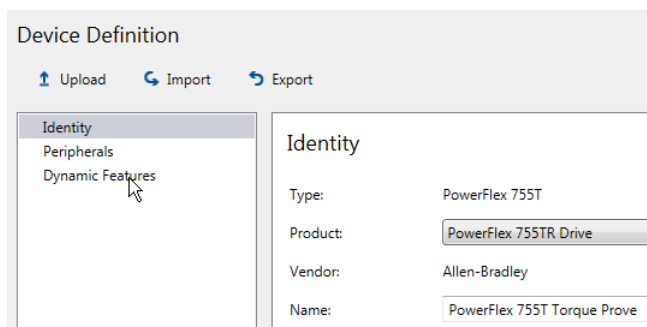 Device Definition
Upload Import Export
Identity
Peripherals
Dynamic Features
Identity
Type: PowerFlex 755T
Product: PowerFlex 755TR Drive
Vendor: Allen-Bradley
Name: PowerFlex 755T Torque Prove